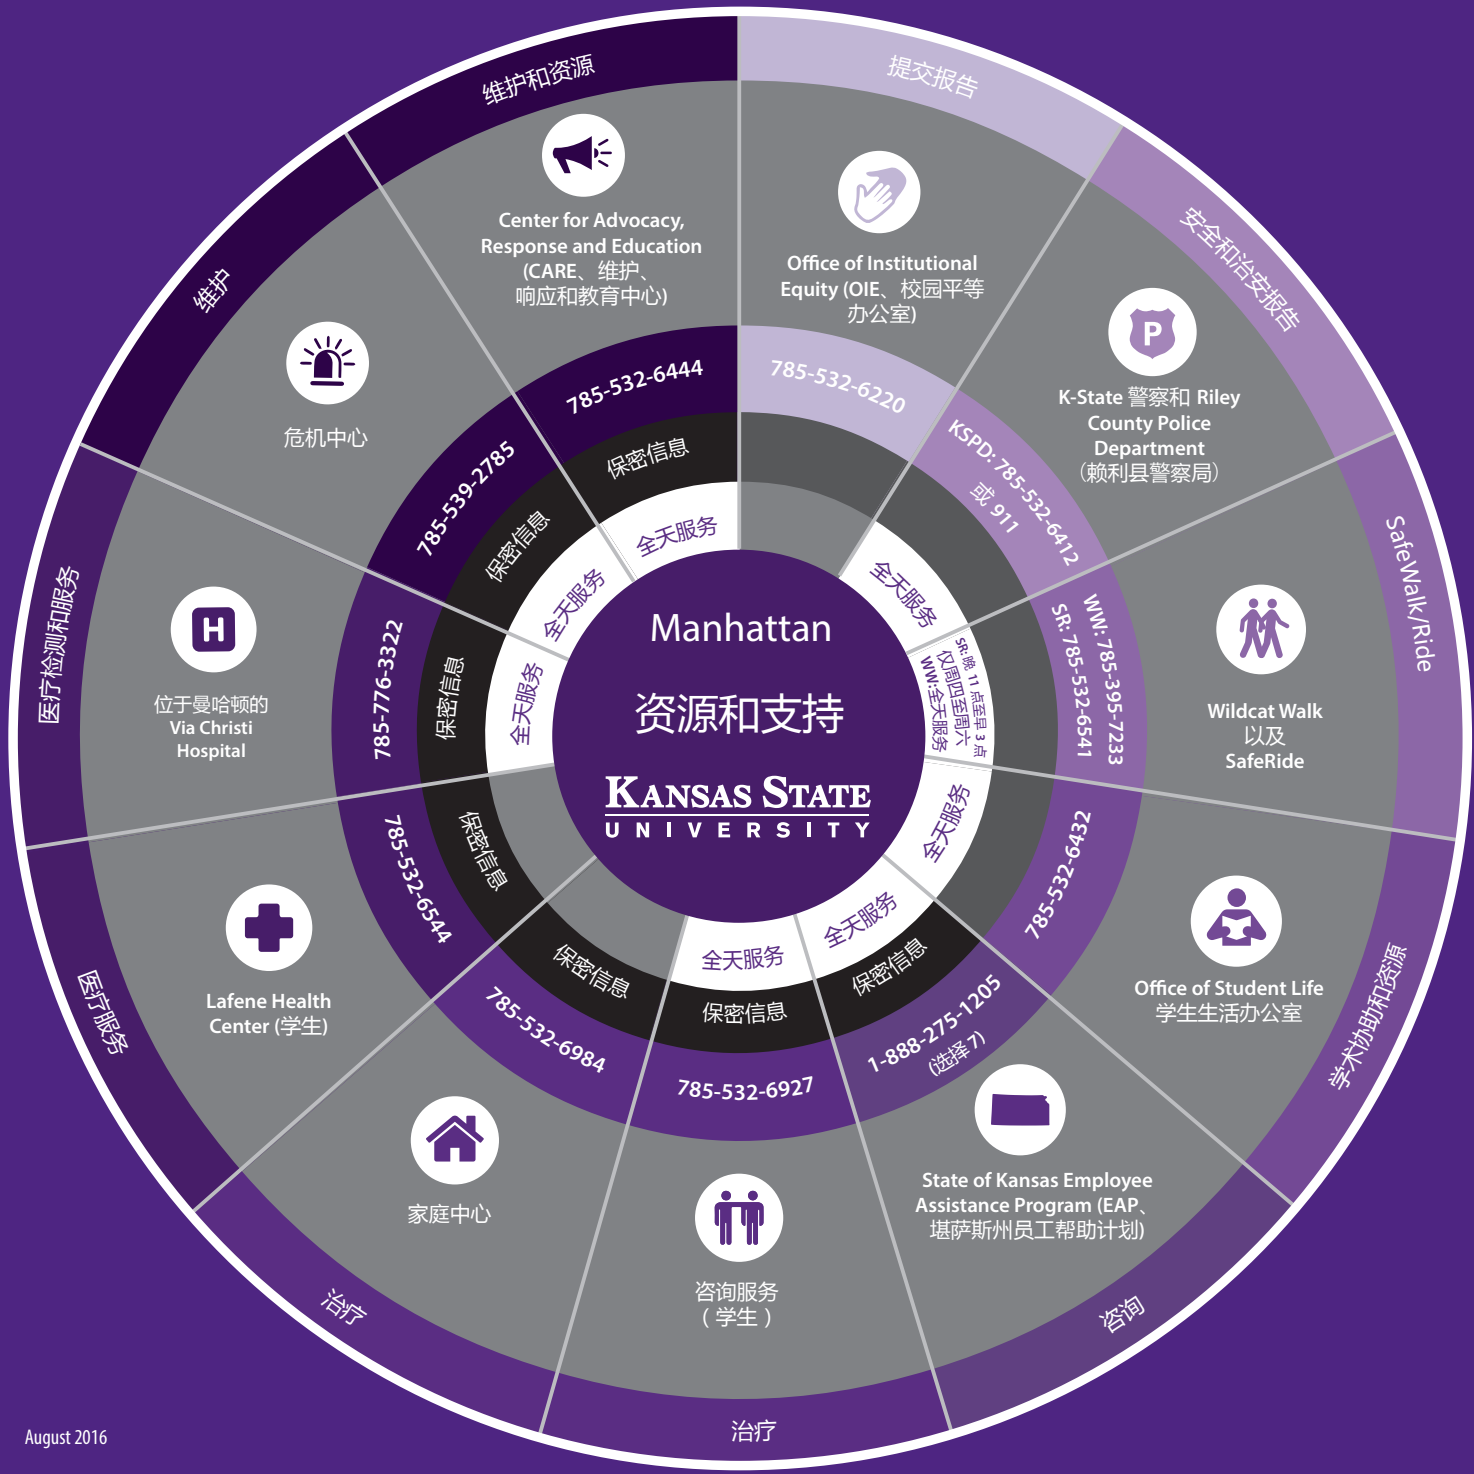 Manhattan
资源和支持
KANSAS STATE
UNIVERSITY
提交报告
Office of Institutional
Equity (OIE、校园平等
办公室)
785-532-6220
安全和治安报告
K-State 警察和 Riley
County Police
Department
（赖利县警察局）
KSPD: 785-532-6412
或 911
全天服务
SafeWalk/Ride
Wildcat Walk
以及
SafeRide
WW: 785-395-7233
SR: 785-532-6541
SR: 晚 11 点至早 3 点
仅周四至周六
WW:全天服务
学术协助和资源
Office of Student Life
学生生活办公室
785-532-6432
全天服务
咨询
State of Kansas Employee
Assistance Program (EAP、
堪萨斯州员工帮助计划)
1-888-275-1205
(选择 7)
保密信息
全天服务
治疗
咨询服务
( 学生 )
785-532-6927
保密信息
全天服务
治疗
家庭中心
785-532-6984
保密信息
医疗服务
Lafene Health
Center (学生)
785-532-6544
保密信息
医疗检测和服务
位于曼哈顿的
Via Christi
Hospital
785-776-3322
保密信息
全天服务
维护
危机中心
785-539-2785
保密信息
全天服务
维护和资源
Center for Advocacy,
Response and Education
(CARE、维护、
响应和教育中心)
785-532-6444
保密信息
全天服务
August 2016